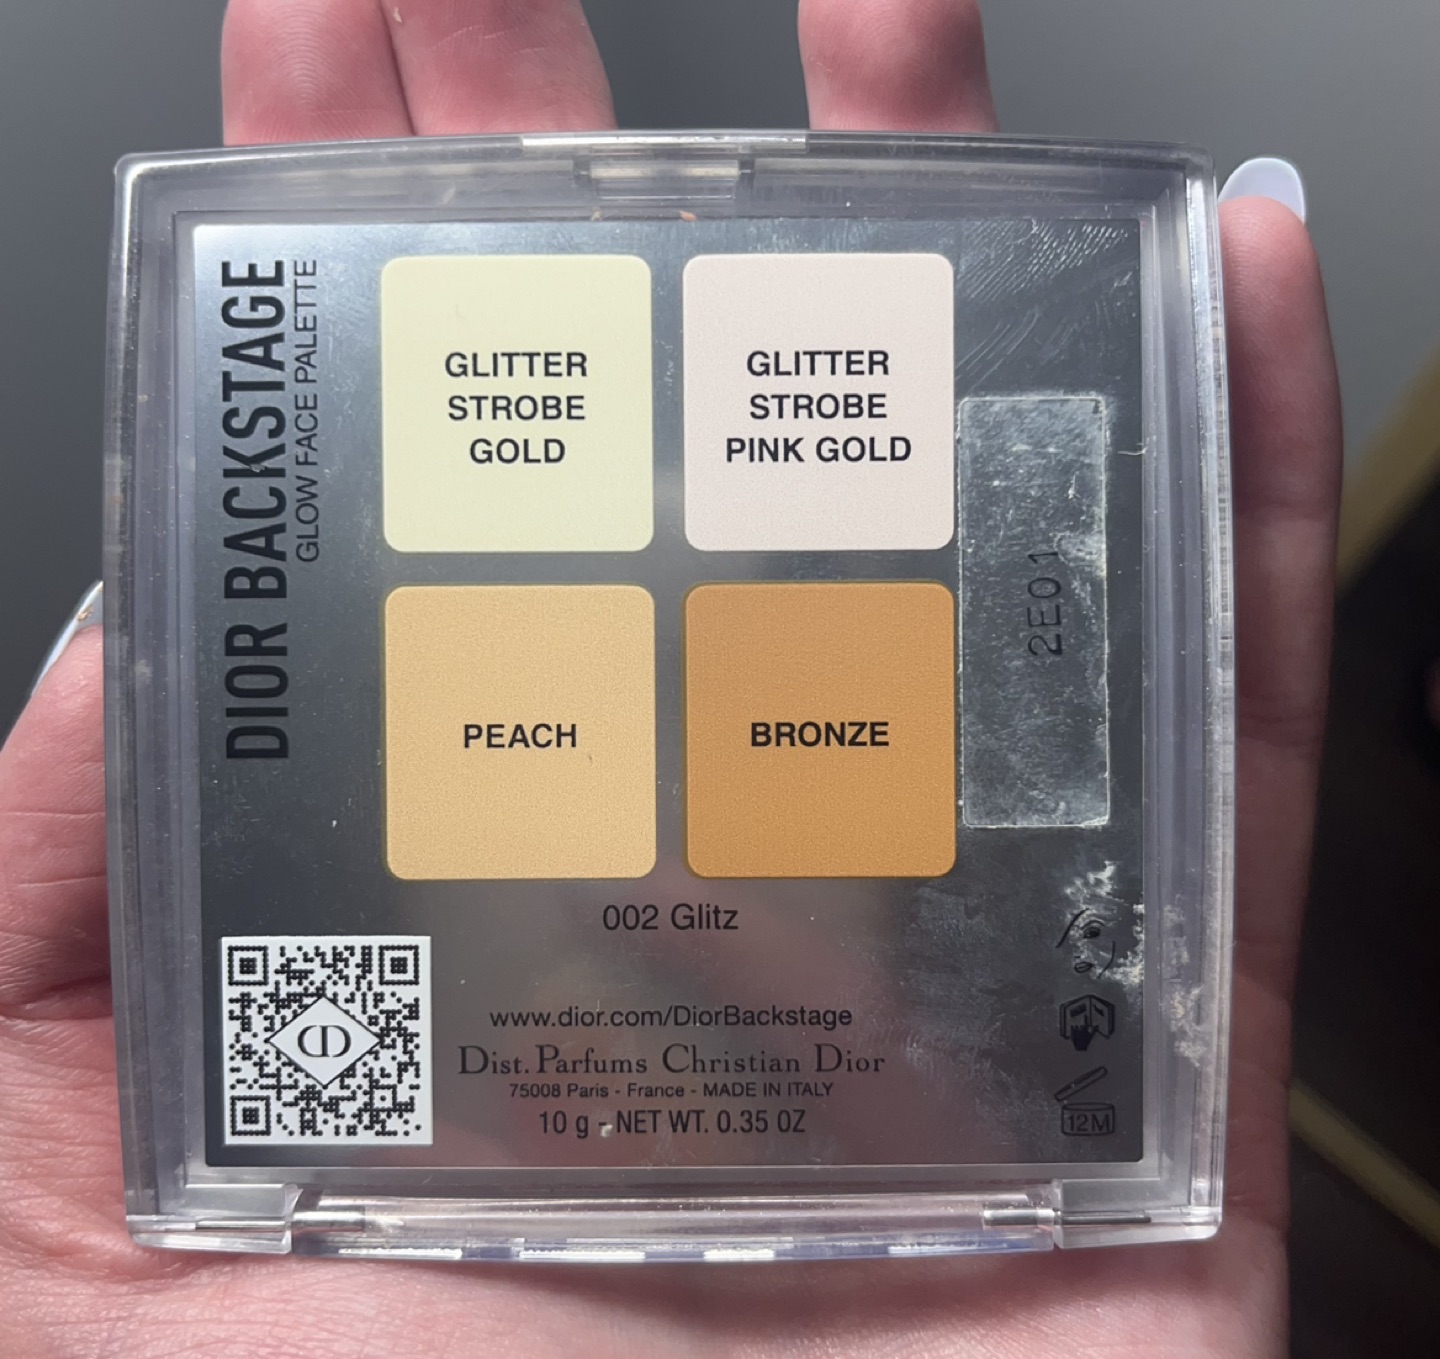 DIOR BACKSTAGE
GLOW FACE PALETTE
GLITTER
STROBE
GOLD
GLITTER
STROBE
PINK GOLD
PEACH
BRONZE
2E01
002 Glitz
www.dior.com/DiorBackstage
Dist. Parfums Christian Dior
75008 Paris - France - MADE IN ITALY
10 g - NET WT. 0.35 OZ
12M
CD